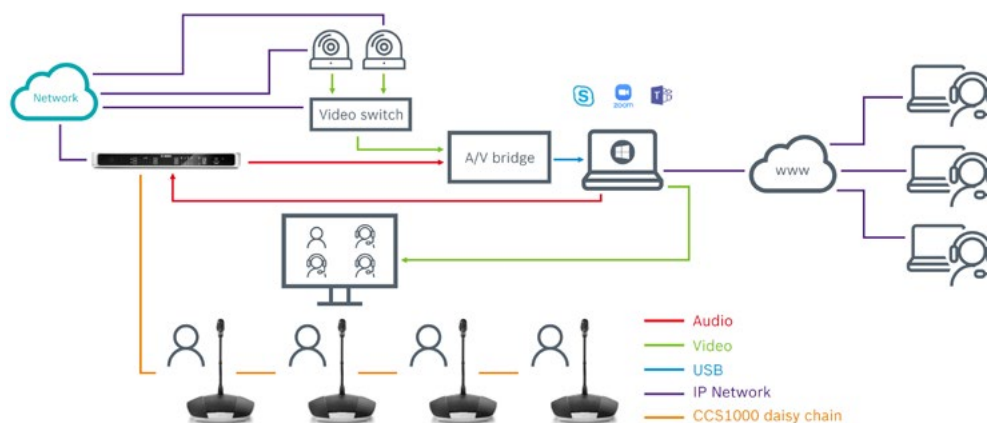 Network
Video switch
zoom
A/V bridge
www
Audio
Video
USB
IP Network
CCS1000 daisy chain